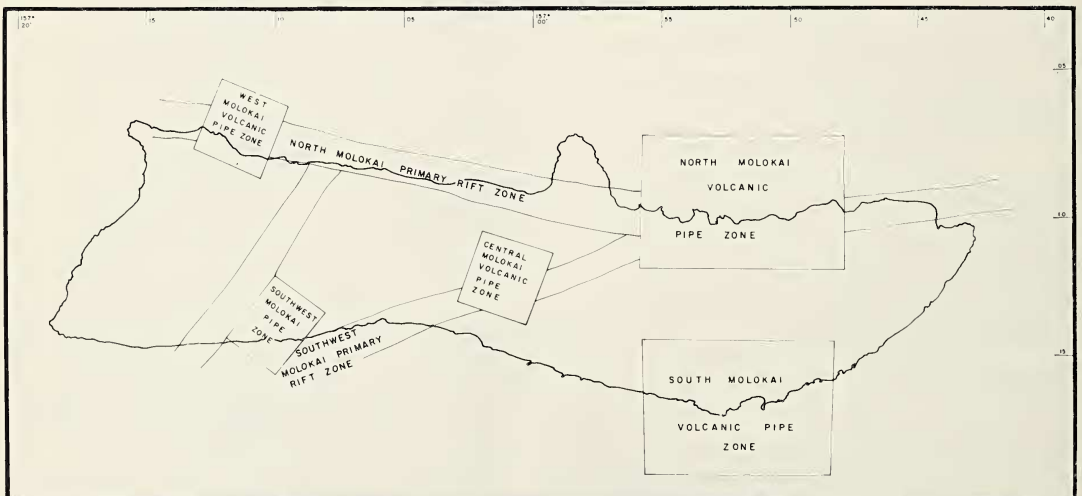 157°
20'
15
10
05
157°
00'
55
50
45
40
05
WEST
MOLOKAI
VOLCANIC
PIPE ZONE
NORTH MOLOKAI PRIMARY RIFT ZONE
NORTH MOLOKAI
VOLCANIC
PIPE ZONE
10
CENTRAL
MOLOKAI
VOLCANIC
PIPE
ZONE
SOUTHWEST
MOLOKAI
PIPE
ZONE
SOUTHWEST
MOLOKAI PRIMARY
RIFT ZONE
15
SOUTH MOLOKAI
VOLCANIC PIPE
ZONE